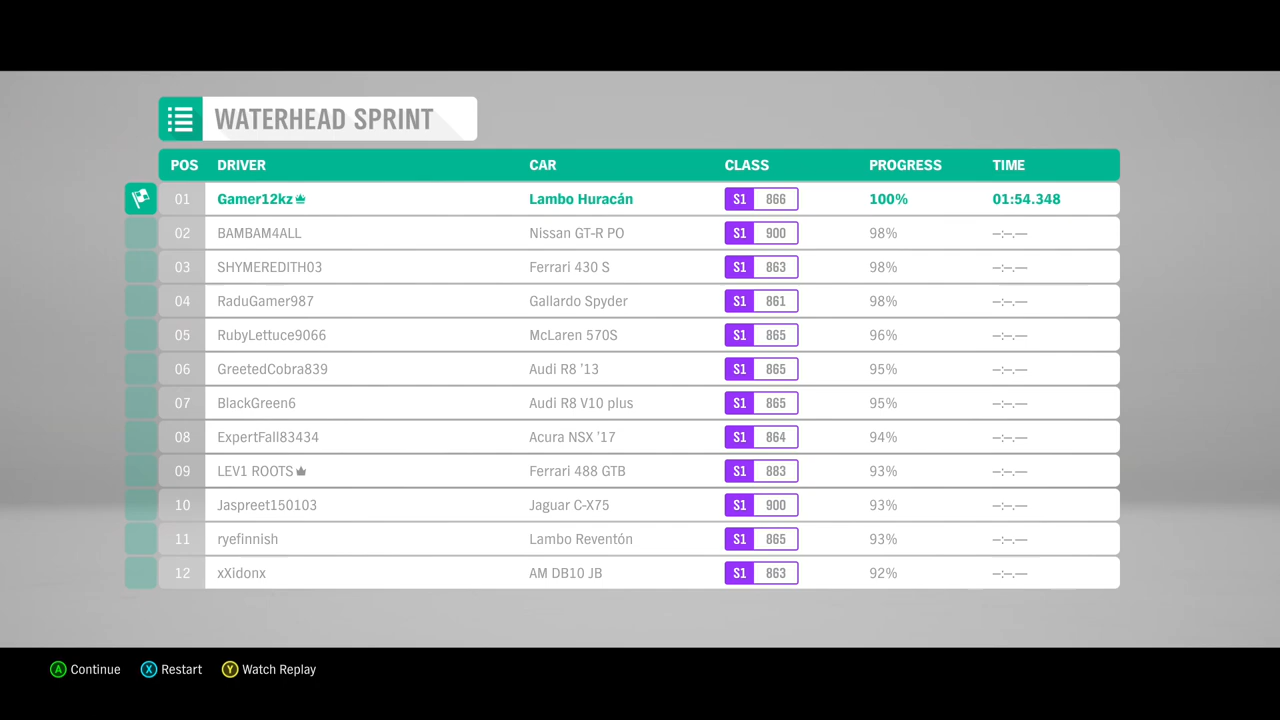 WATERHEAD SPRINT
POS DRIVER CAR CLASS PROGRESS TIME
01 Gamer12kz Lambo Huracán S1 866 100% 01:54.348
02 BAMBAM4ALL Nissan GT-R PO S1 900 98% --:--.---
03 SHYMEREDITH03 Ferrari 430 S S1 863 98% --:--.---
04 RaduGamer987 Gallardo Spyder S1 861 98% --:--.---
05 RubyLettuce9066 McLaren 570S S1 865 96% --:--.---
06 GreetedCobra839 Audi R8 '13 S1 865 95% --:--.---
07 BlackGreen6 Audi R8 V10 plus S1 865 95% --:--.---
08 ExpertFall83434 Acura NSX '17 S1 864 94% --:--.---
09 LEV1 ROOTS Ferrari 488 GTB S1 883 93% --:--.---
10 Jaspreet150103 Jaguar C-X75 S1 900 93% --:--.---
11 ryefinnish Lambo Reventón S1 865 93% --:--.---
12 xXidonx AM DB10 JB S1 863 92% --:--.---
A Continue X Restart Y Watch Replay